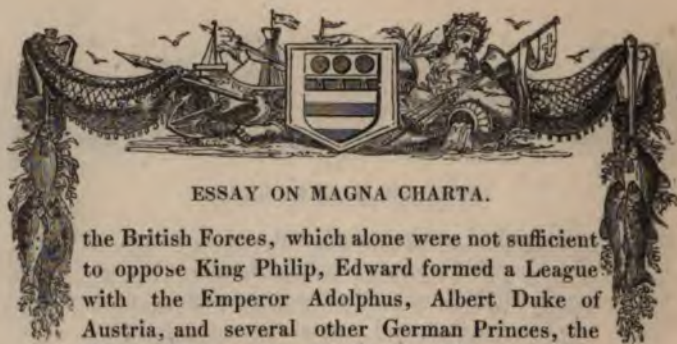 ESSAY ON MAGNA CHARTA.
the British Forces, which alone were not sufficient
to oppose King Philip, Edward formed a League
with the Emperor Adolphus, Albert Duke of
Austria, and several other German Princes, the